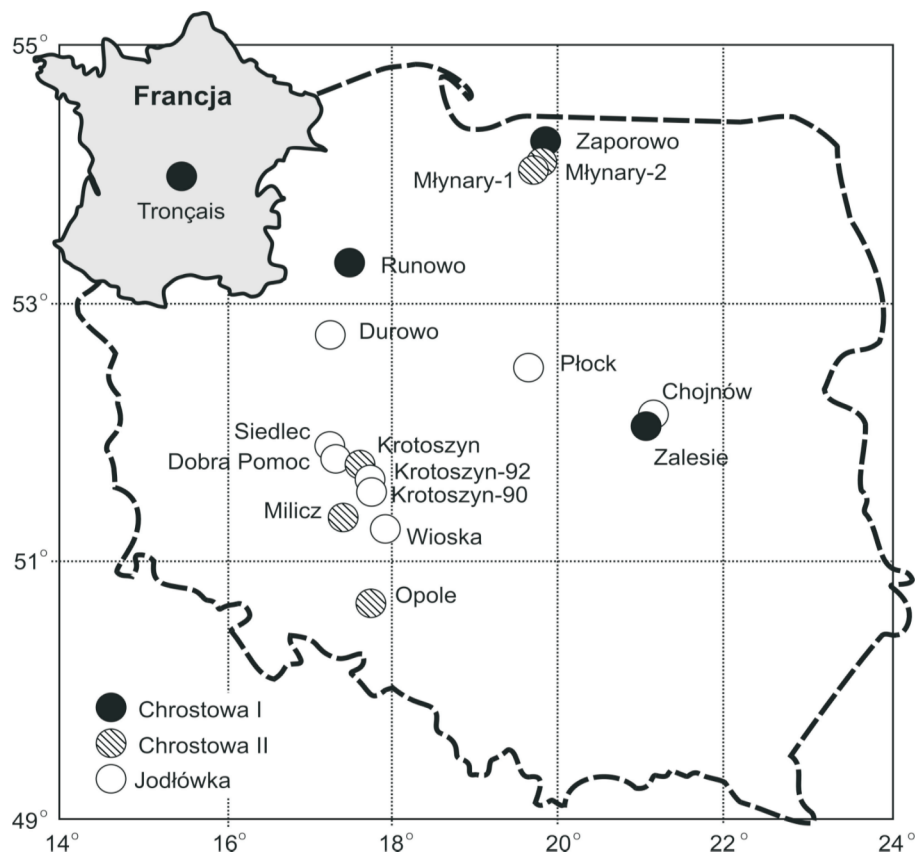 55°
Francja
Tronçais
Zaporowo
Młynary-2
Młynary-1
Runowo
53°
Durowo
Płock
Chojnów
Zalesie
Siedlec
Krotoszyn
Dobra Pomoc
Krotoszyn-92
Krotoszyn-90
Milicz
Wioska
51°
Opole
Chrostowa I
Chrostowa II
Jodłówka
49°
14° 16° 18° 20° 22° 24°